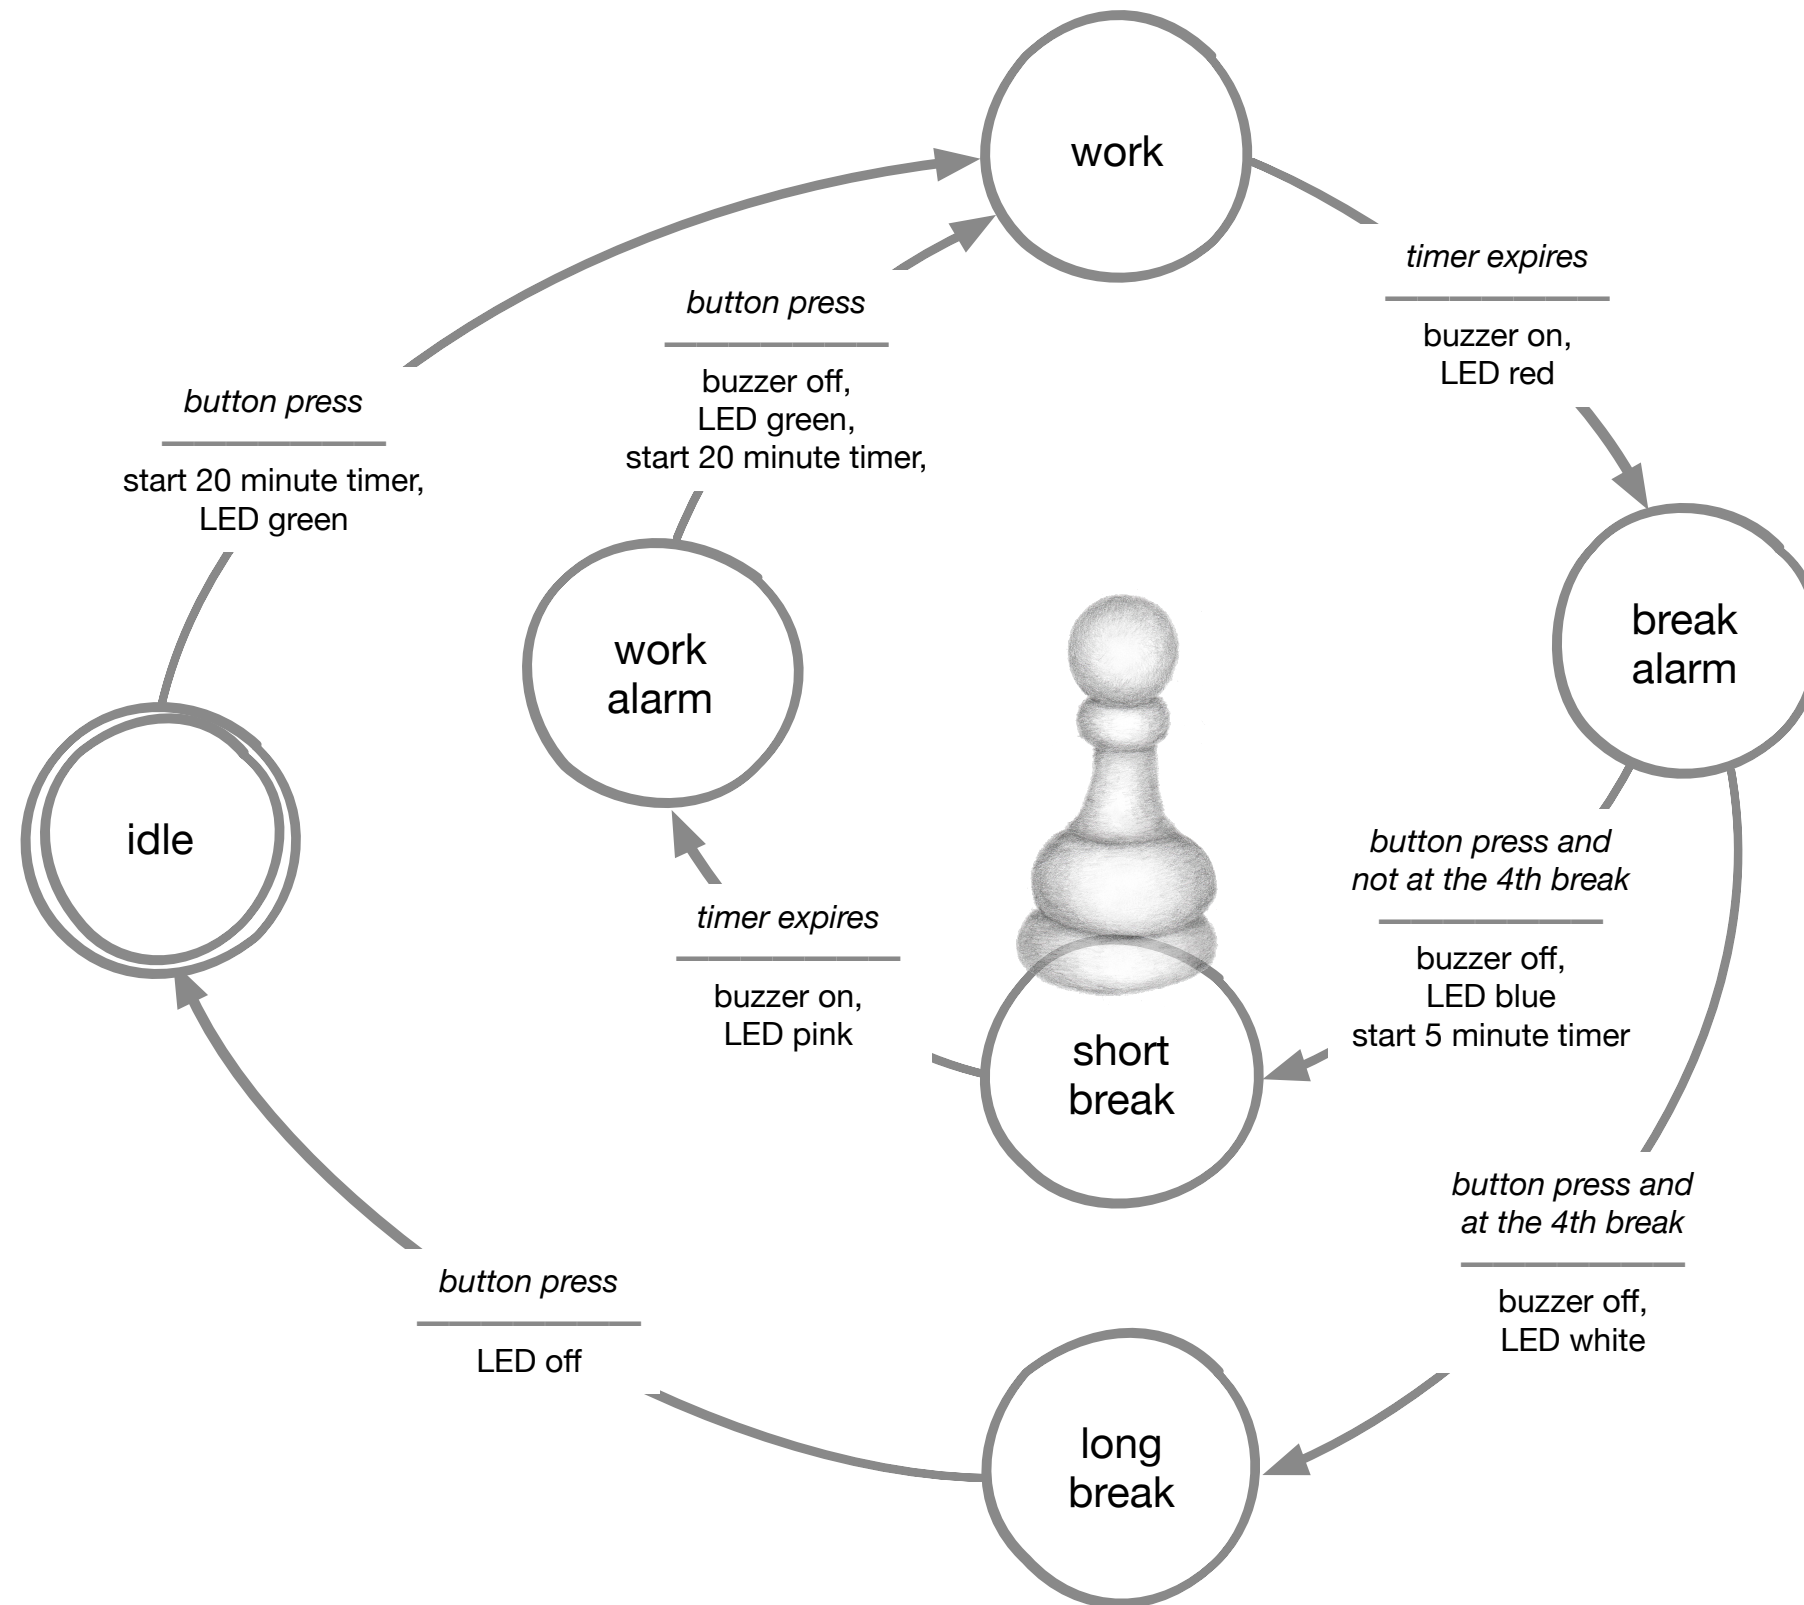 work
timer expires
buzzer on,
LED red
button press
buzzer off,
LED green,
start 20 minute timer,
button press
start 20 minute timer,
LED green
work
alarm
break
alarm
idle
button press and
not at the 4th break
buzzer off,
LED blue
start 5 minute timer
timer expires
buzzer on,
LED pink
short
break
button press and
at the 4th break
buzzer off,
LED white
button press
LED off
long
break